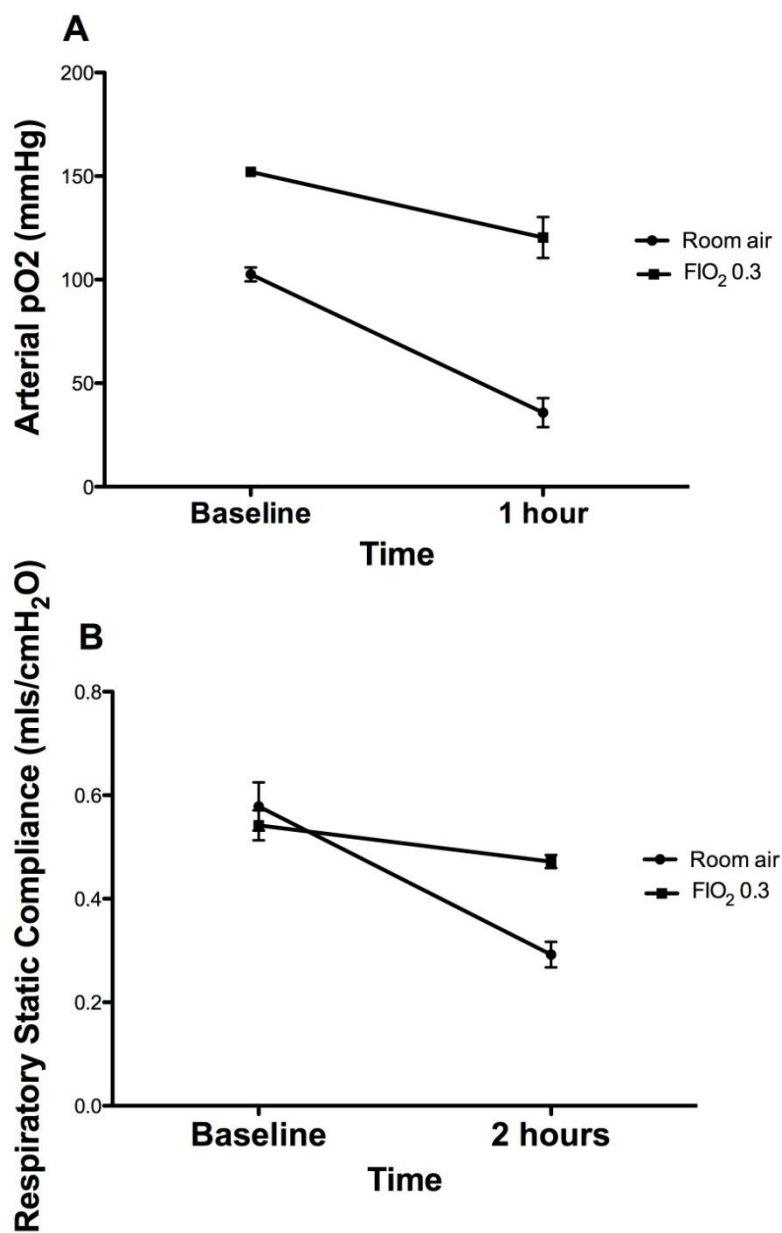 A
Arterial pO2 (mmHg)
200
150
100
50
0
Room air
FIO₂ 0.3
Baseline
1 hour
Time
B
Respiratory Static Compliance (mls/cmH₂O)
0.8
0.6
0.4
0.2
0.0
Room air
FIO₂ 0.3
Baseline
2 hours
Time